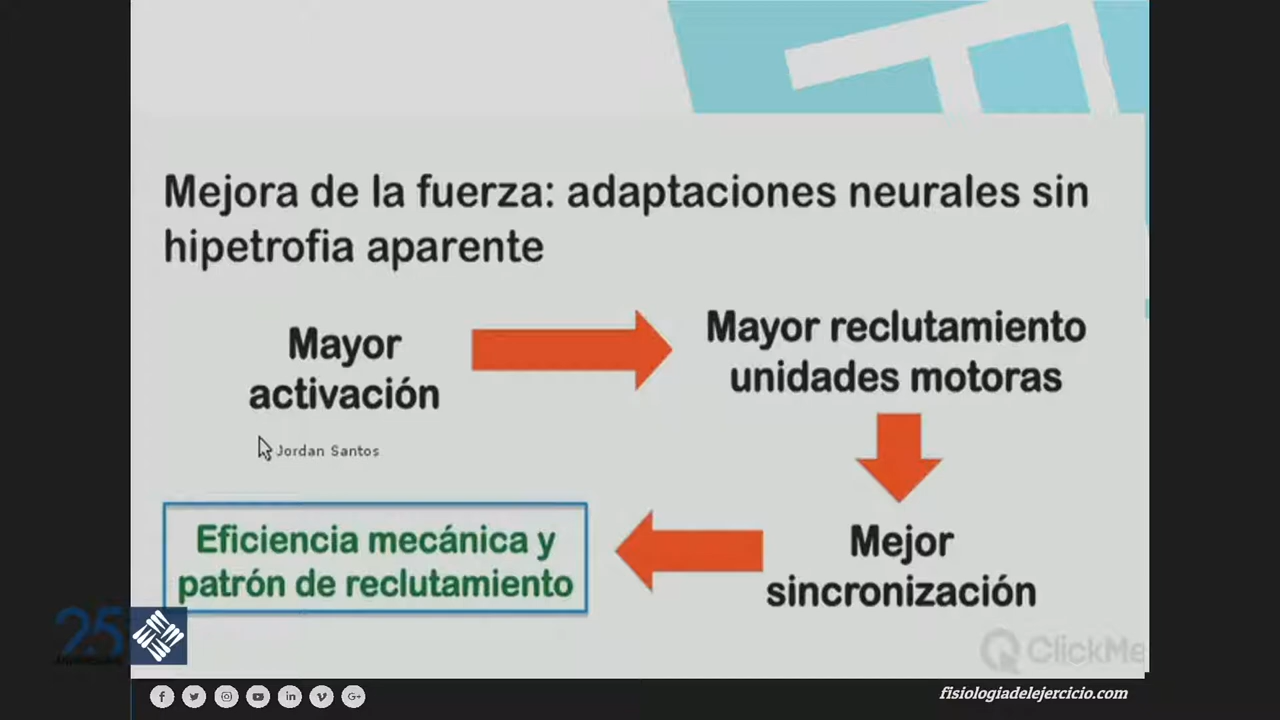 Mejora de la fuerza: adaptaciones neurales sin
hipetrofia aparente
Mayor
activación
Mayor reclutamiento
unidades motoras
Jordan Santos
Mejor
sincronización
Eficiencia mecánica y
patrón de reclutamiento
25
ClickMe
fisiologiadelejercicio.com